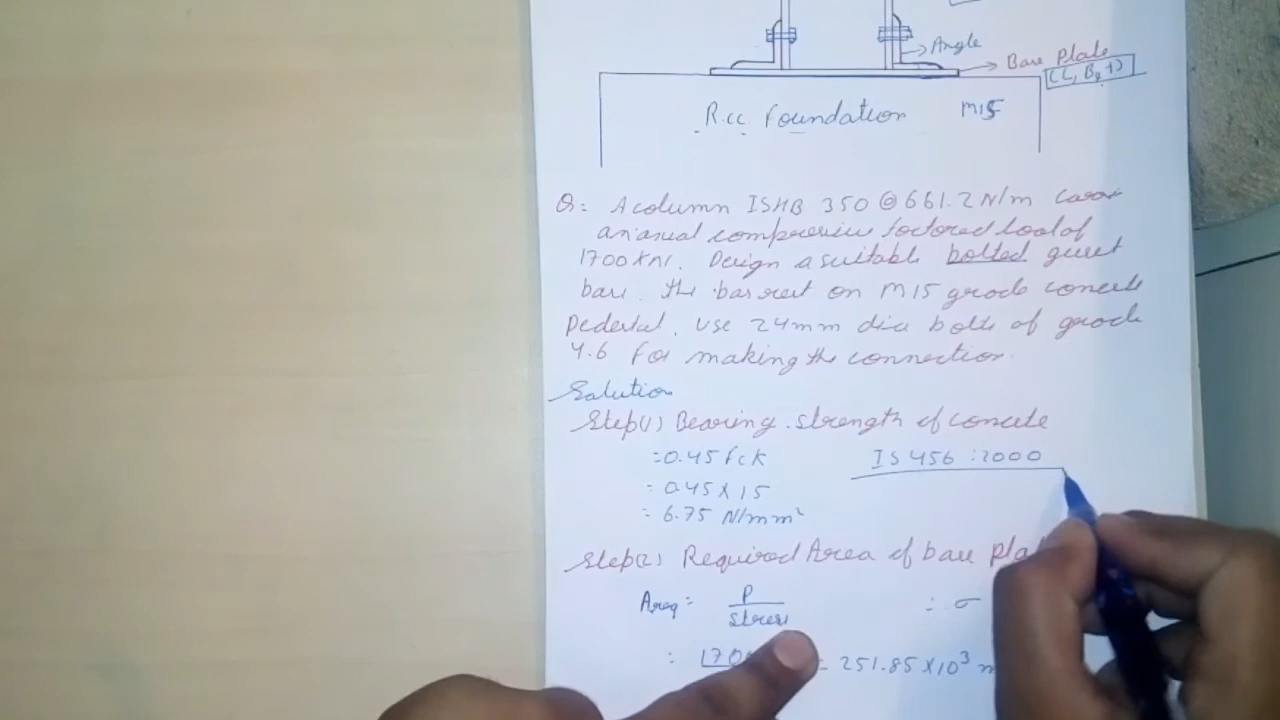 Angle
Base Plate
(L, B, t)
R.cc Foundation M15
Q: A column ISHB 350 @ 661.2 N/m
an axial compressive factored load of
1700 KN. Design a suitable bolted gusset
base. The bas rest on M15 grade concrete
Pedestal. Use 24mm dia bolts of grade
4.6 For making the connection.
Solution
Step(1) Bearing strength of concrete
= 0.45 fck IS 456 : 2000
= 0.45 X 15
= 6.75 N/mm²
Step(2) Required Area of base
Areq = P / Stress : σ
= = 251.85 X 10³